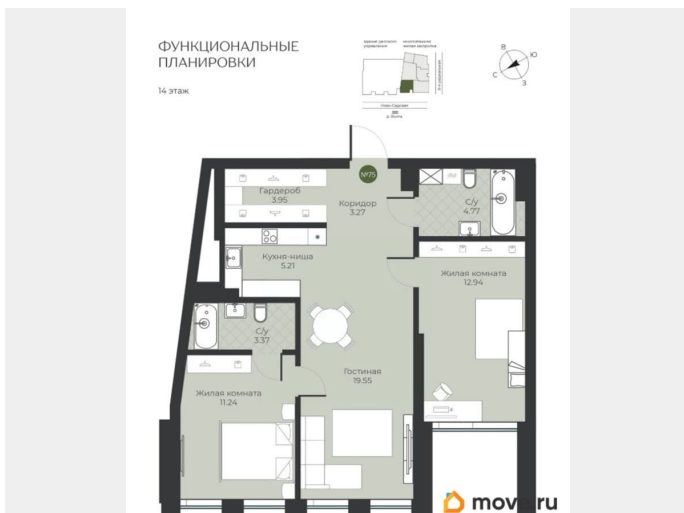 ФУНКЦИОНАЛЬНЫЕ
ПЛАНИРОВКИ
14 этаж
В
Ю
С
З
№75
Гардероб
3.95
Коридор
3.27
С/у
4.77
Кухня-ниша
5.21
Жилая комната
12.94
С/у
3.37
Гостиная
19.55
Жилая комната
11.24
move.ru